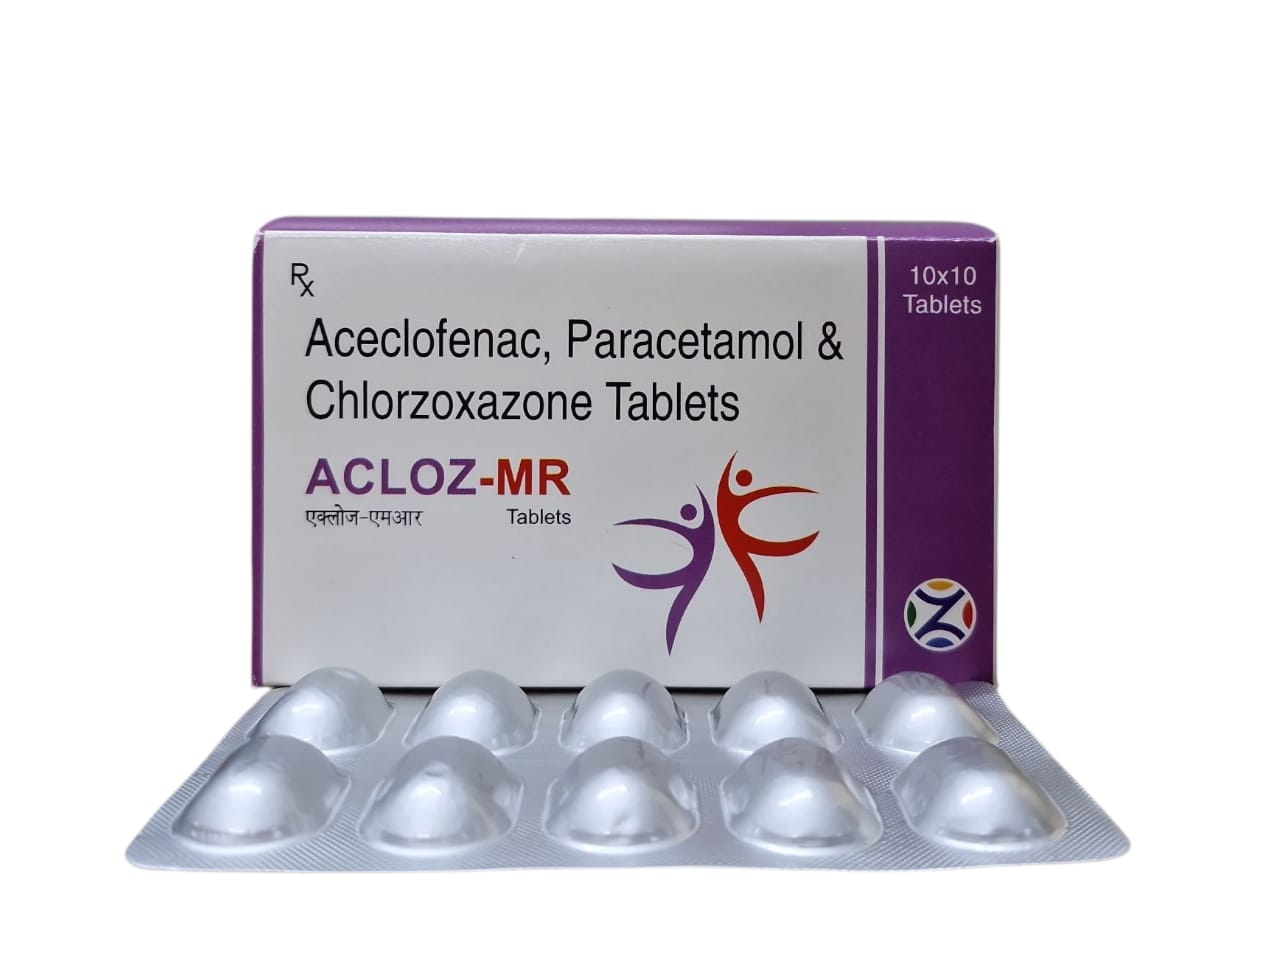 Rx
Aceclofenac, Paracetamol &
Chlorzoxazone Tablets
ACLOZ-MR
एक्लोज-एमआर Tablets
10x10
Tablets
Z